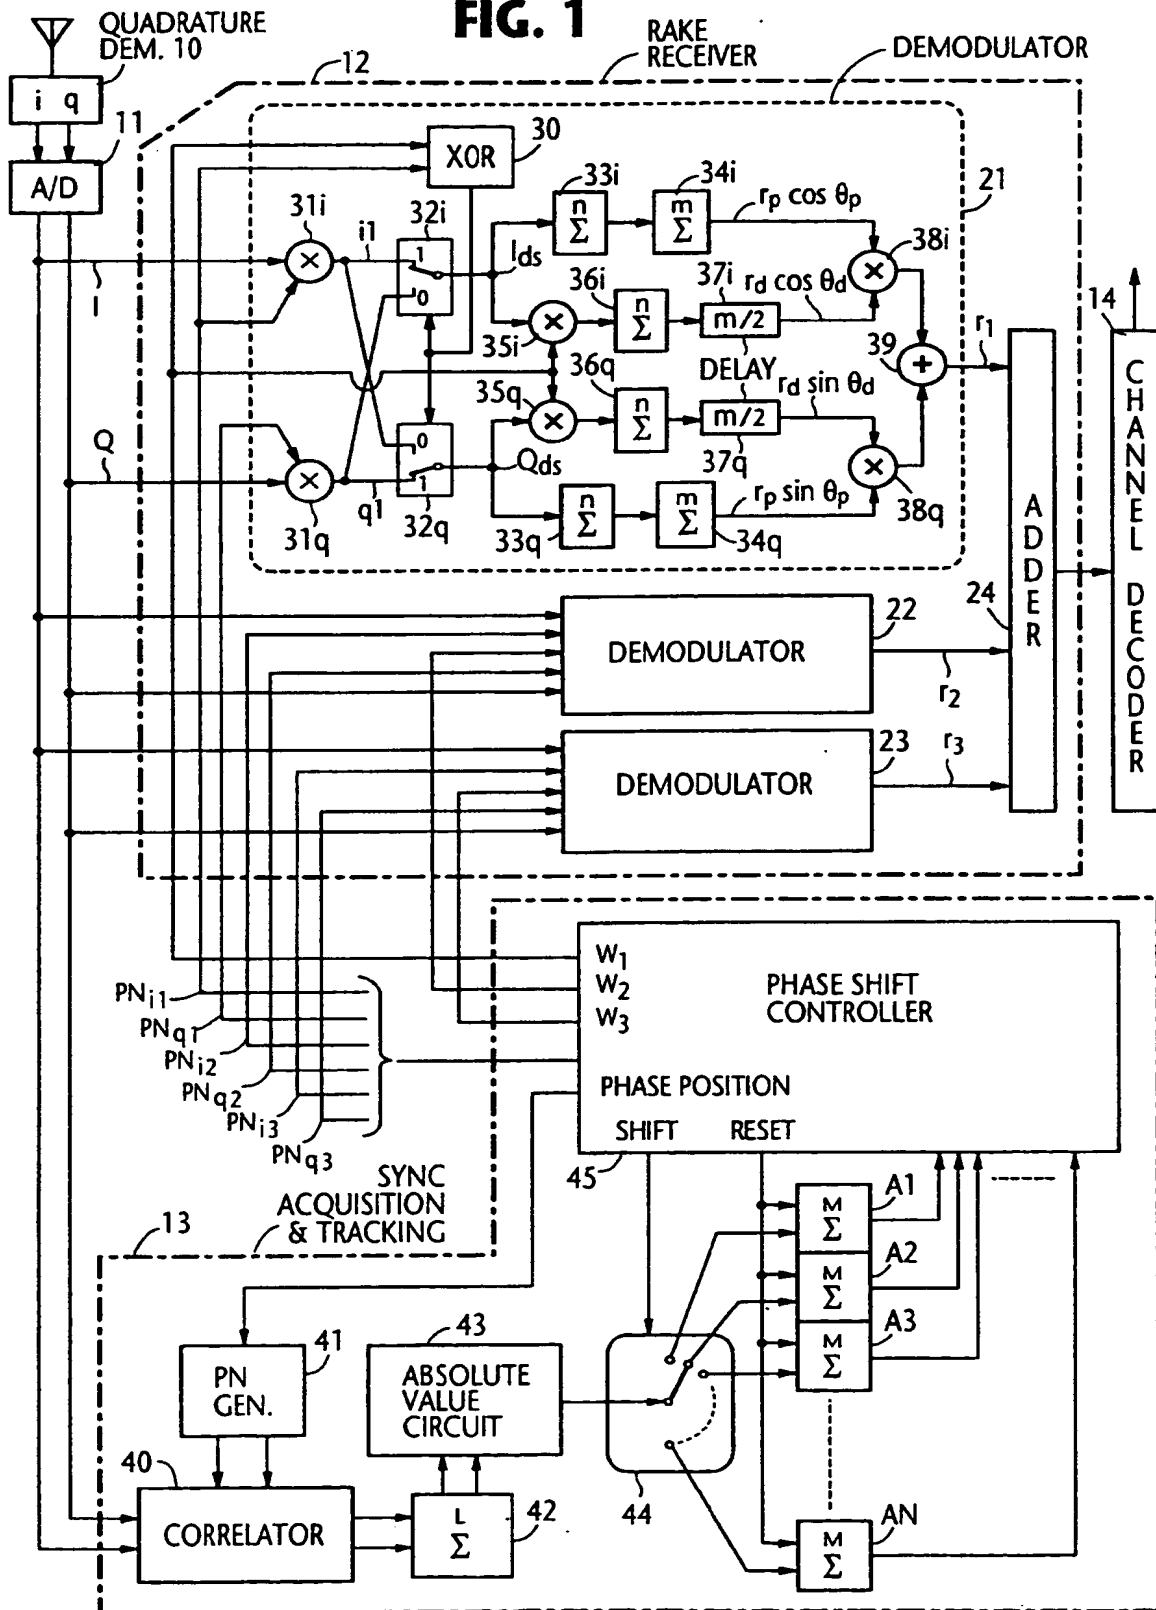 FIG. 1
QUADRATURE
DEM. 10
RAKE
RECEIVER
DEMODULATOR
12
i q
11
A/D
30
XOR
21
33i
n
Σ
34i
m
Σ
rp cos θp
31i
×
i1
32i
1
0
Ids
38i
×
I
36i
n
Σ
37i
m/2
rd cos θd
35i
×
DELAY
39
+
r1
14
CHANNEL DECODER
35q
×
36q
n
Σ
m/2
37q
rd sin θd
Q
31q
×
q1
0
1
32q
Qds
38q
×
33q
n
Σ
34q
m
Σ
rp sin θp
ADDER
24
22
DEMODULATOR
r2
23
DEMODULATOR
r3
W1
W2
W3
PHASE SHIFT
CONTROLLER
PNi1
PNq1
PNi2
PNq2
PNi3
PNq3
PHASE POSITION
SHIFT
RESET
45
SYNC
ACQUISITION
& TRACKING
13
M
Σ
A1
M
Σ
A2
M
Σ
A3
41
PN
GEN.
43
ABSOLUTE
VALUE
CIRCUIT
44
40
CORRELATOR
L
Σ
42
M
Σ
AN